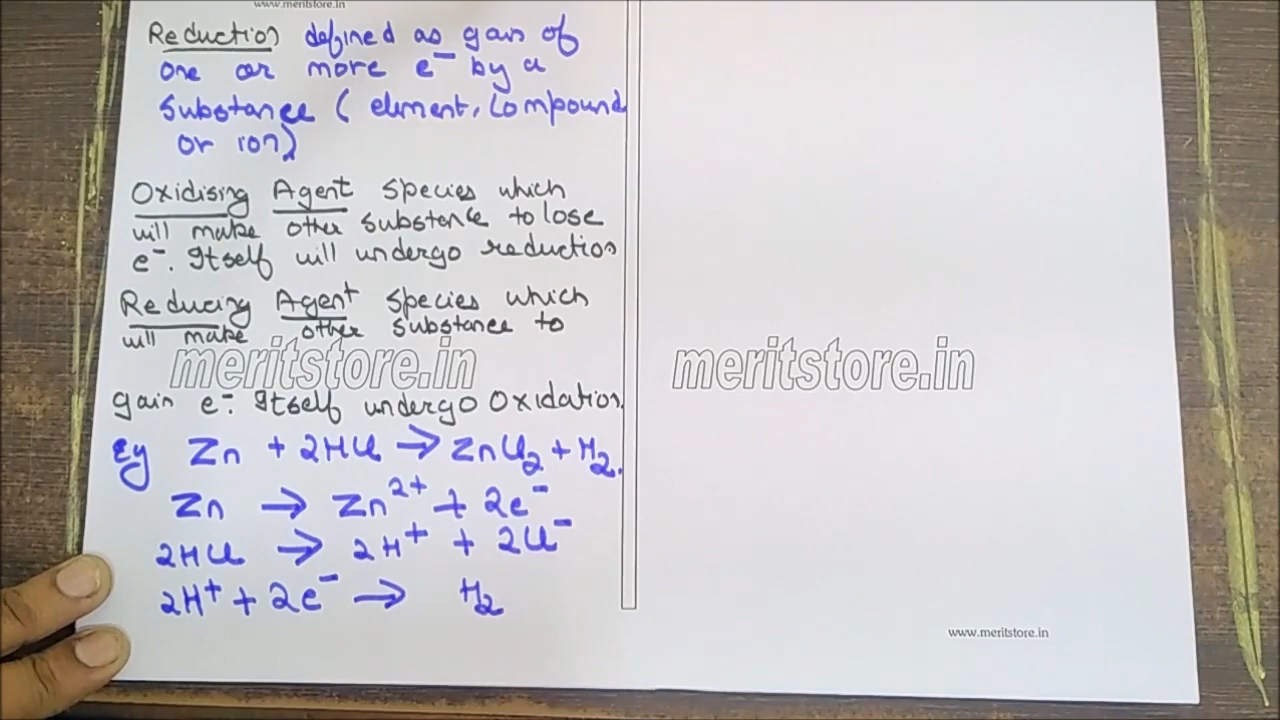 www.meritstore.in
Reduction defined as gain of
one or more e⁻ by a
substance ( element, Compound
or ion)
Oxidising Agent species which
will make other substance to lose
e⁻. Itself will undergo reduction
Reducing Agent species which
will make other substance to
meritstore.in
gain e⁻. Itself undergo Oxidation.
Eg Zn + 2HCl → ZnCl₂ + H₂.
Zn → Zn²⁺ + 2e⁻
2HCl → 2H⁺ + 2Cl⁻
2H⁺ + 2e⁻ → H₂
meritstore.in
www.meritstore.in